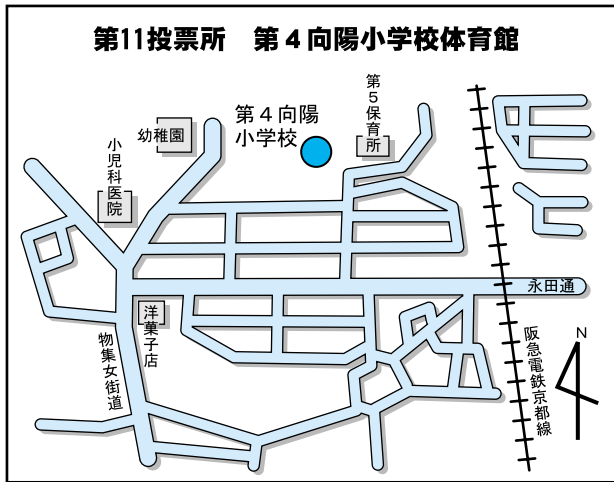 第11投票所　第４向陽小学校体育館
第５保育所
第４向陽
小学校
幼稚園
小児科医院
永田通
洋菓子店
物集女街道
阪急電鉄京都線
N